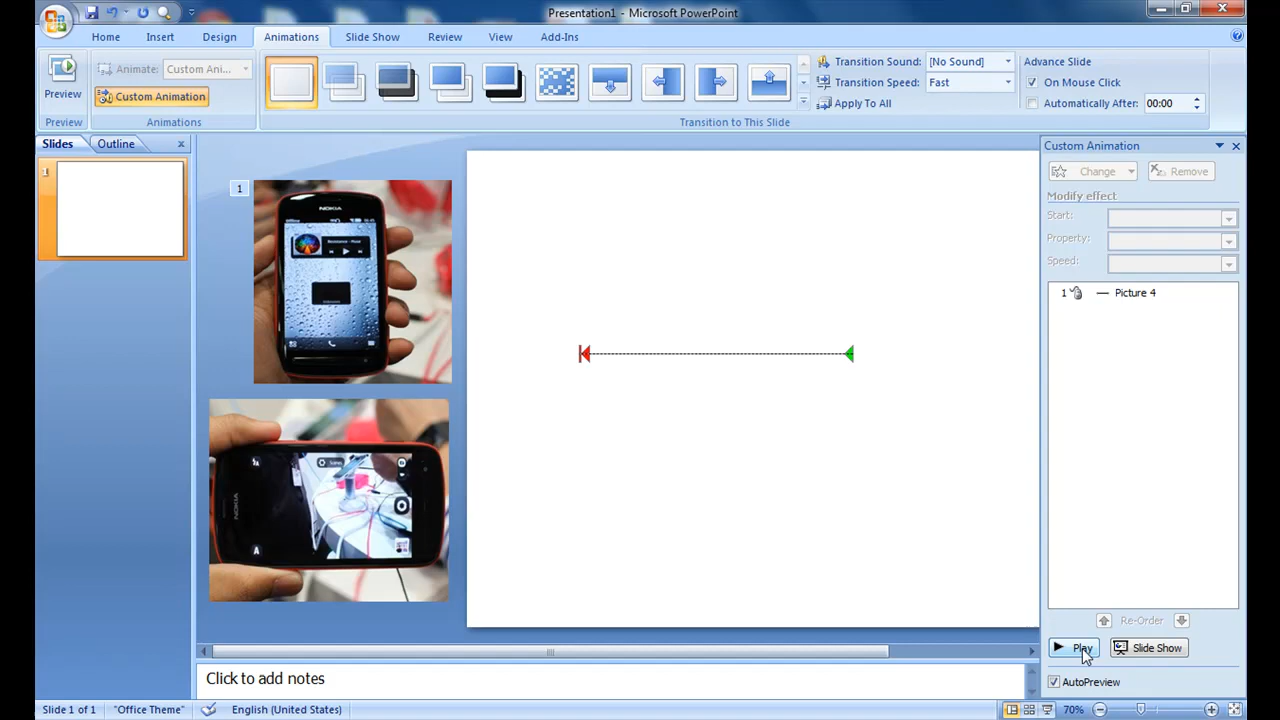 Presentation1 - Microsoft PowerPoint
Home Insert Design Animations Slide Show Review View Add-Ins
Preview
Animate: Custom Ani...
Custom Animation
Transition Sound: [No Sound]
Transition Speed: Fast
Apply To All
Advance Slide
On Mouse Click
Automatically After: 00:00
Preview Animations Transition to This Slide
Slides Outline
1
1
NOKIA
NOKIA
A
Custom Animation
Change Remove
Modify effect
Start:
Property:
Speed:
1 Picture 4
Re-Order
Play Slide Show
AutoPreview
Click to add notes
Slide 1 of 1 "Office Theme" English (United States) 70%